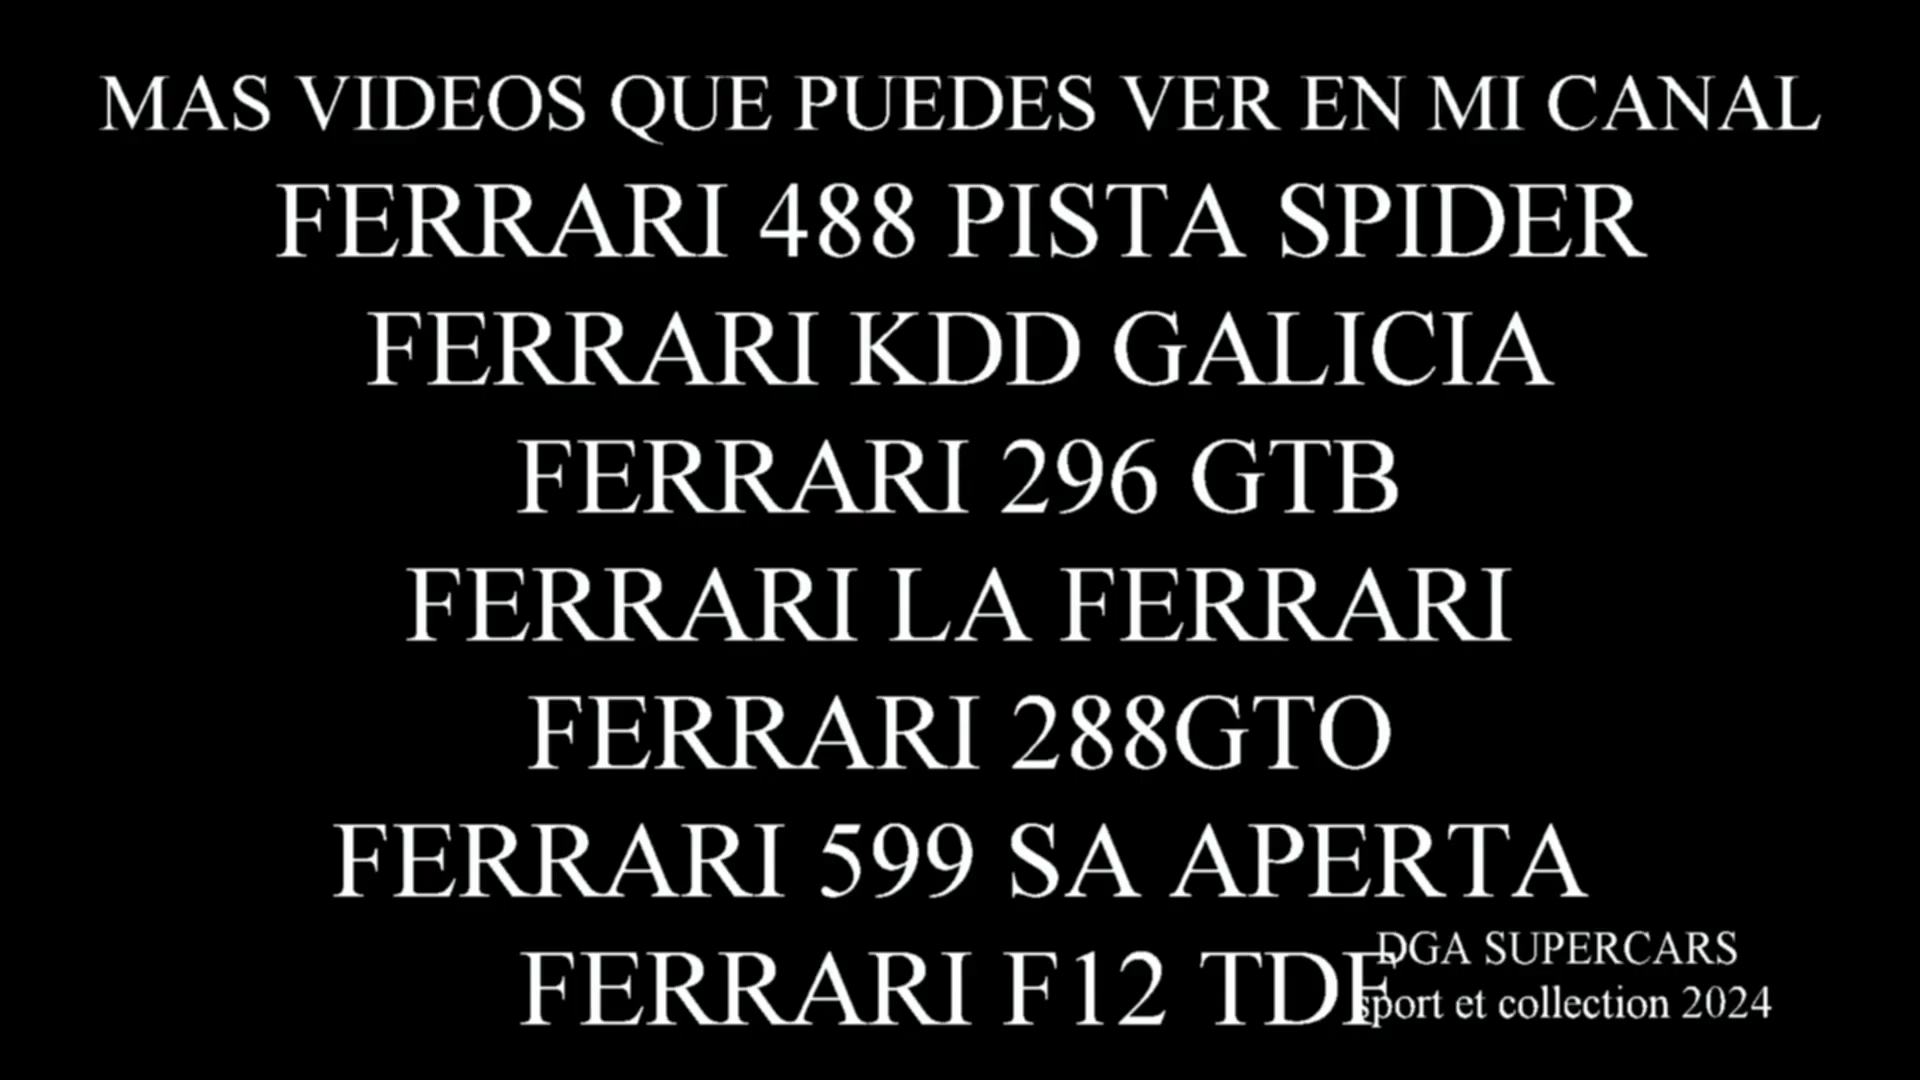 MAS VIDEOS QUE PUEDES VER EN MI CANAL
FERRARI 488 PISTA SPIDER
FERRARI KDD GALICIA
FERRARI 296 GTB
FERRARI LA FERRARI
FERRARI 288GTO
FERRARI 599 SA APERTA
FERRARI F12 TDF
DGA SUPERCARS
sport et collection 2024